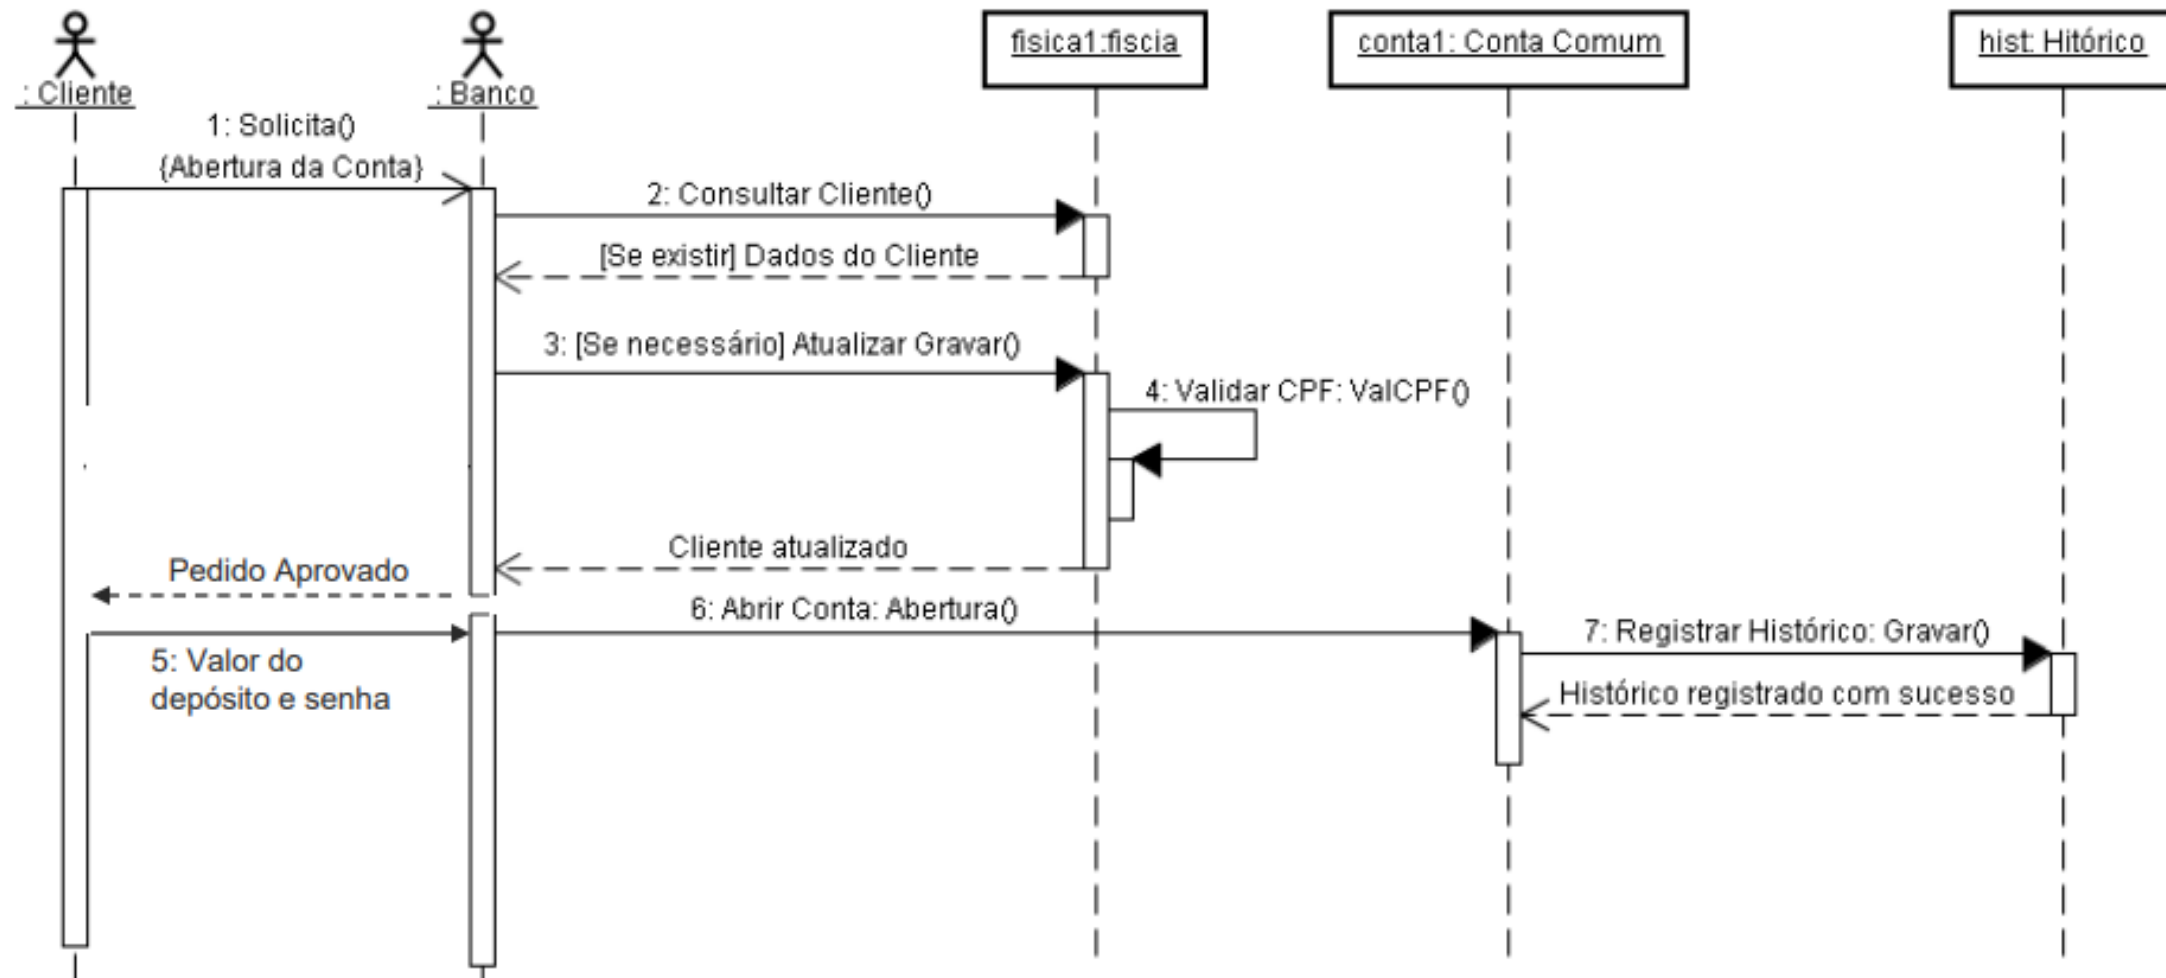 : Cliente
: Banco
fisica1:fiscia
conta1: Conta Comum
hist: Hitórico
1: Solicita()
{Abertura da Conta}
2: Consultar Cliente()
[Se existir] Dados do Cliente
3: [Se necessário] Atualizar Gravar()
4: Validar CPF: ValCPF()
Cliente atualizado
Pedido Aprovado
6: Abrir Conta: Abertura()
7: Registrar Histórico: Gravar()
5: Valor do
depósito e senha
Histórico registrado com sucesso